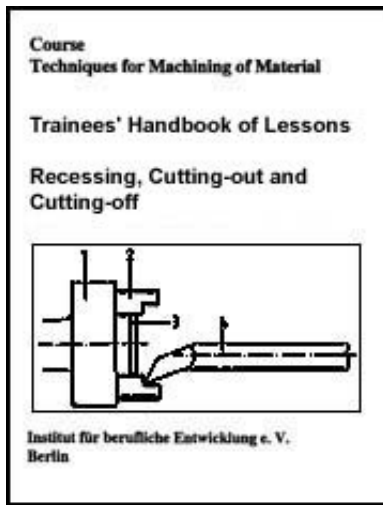 Course
Techniques for Machining of Material
Trainees' Handbook of Lessons
Recessing, Cutting-out and
Cutting-off
1 2
3
Institut für berufliche Entwicklung e. V.
Berlin